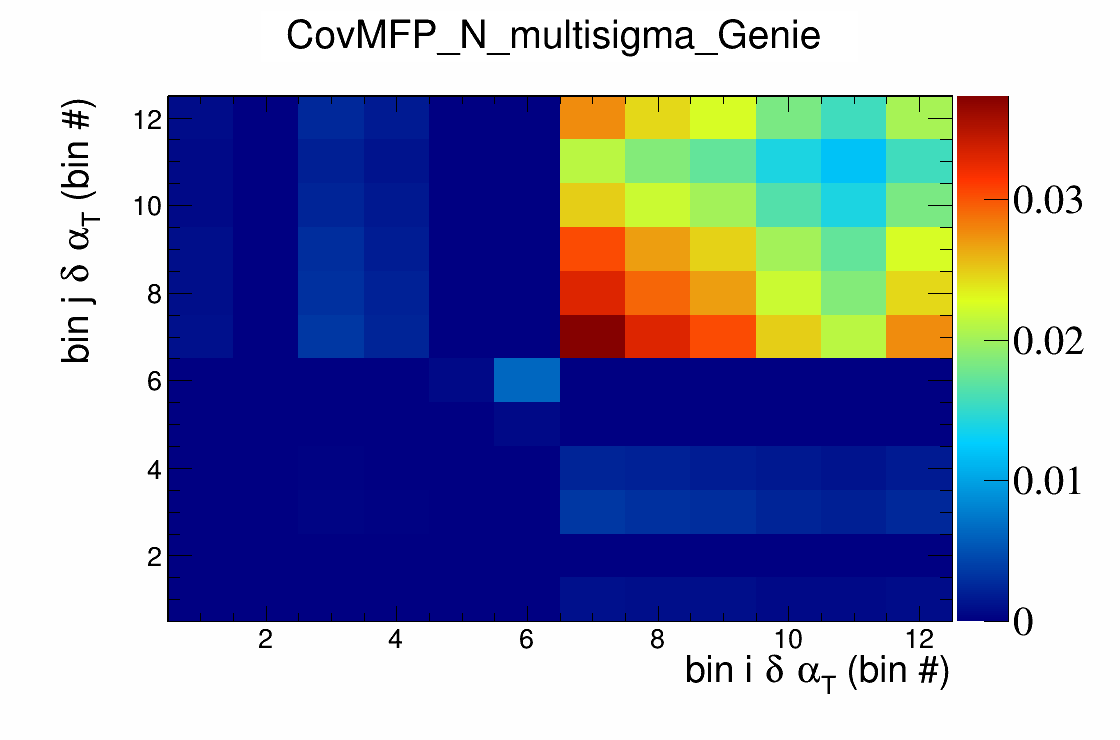 CovMFP_N_multisigma_Genie
bin j δ α_T (bin #)
12
10
8
6
4
2
2 4 6 8 10 12
bin i δ α_T (bin #)
0.03
0.02
0.01
0